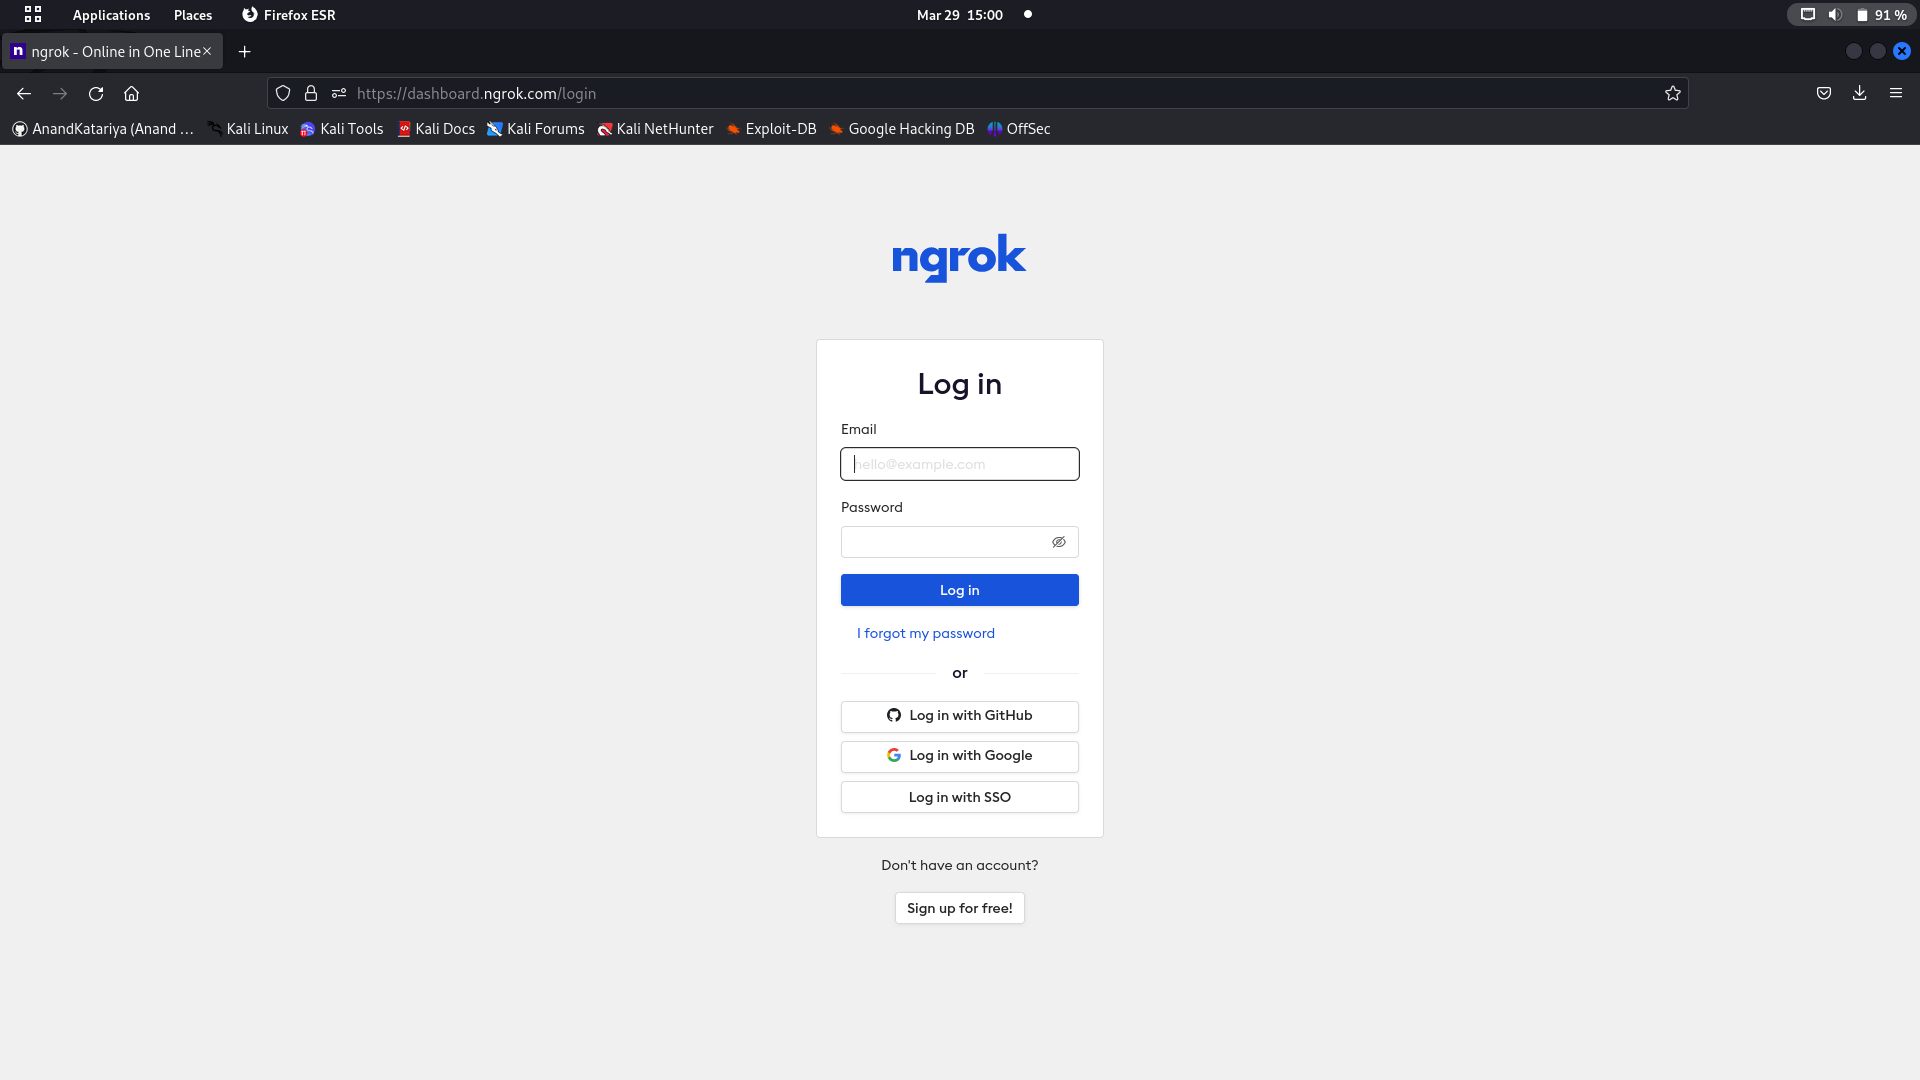 Applications Places Firefox ESR Mar 29 15:00 91 %
ngrok - Online in One Line
https://dashboard.ngrok.com/login
AnandKatariya (Anand … Kali Linux Kali Tools Kali Docs Kali Forums Kali NetHunter Exploit-DB Google Hacking DB OffSec
ngrok
Log in
Email
hello@example.com
Password
Log in
I forgot my password
or
Log in with GitHub
Log in with Google
Log in with SSO
Don't have an account?
Sign up for free!